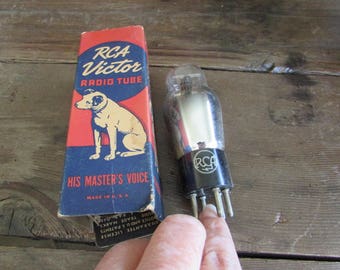 RCA
Victor
RADIO TUBE
HIS MASTER'S VOICE
MADE IN U.S.A.
RCA